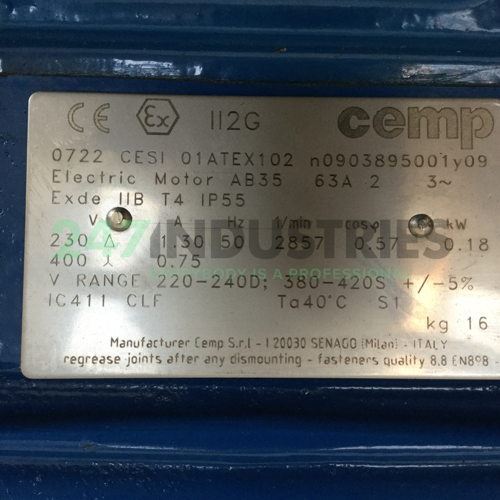 CE Ex II2G cemp
0722 CESI 01ATEX102 n0903895001y09
Electric Motor AB35 63A 2 3~
Exde IIB T4 IP55
V A Hz 1/min cosφ kW
230 Δ 1.30 50 2857 0.57 0.18
400 人 0.75
247 INDUSTRIES
V RANGE 220-240D; 380-420S +/-5%
IC411 CLF Ta40°C S1
kg 16
Manufacturer Cemp S.r.l - I 20030 SENAGO (Milan) - ITALY
regrease joints after any dismounting - fasteners quality 8.8 EN898